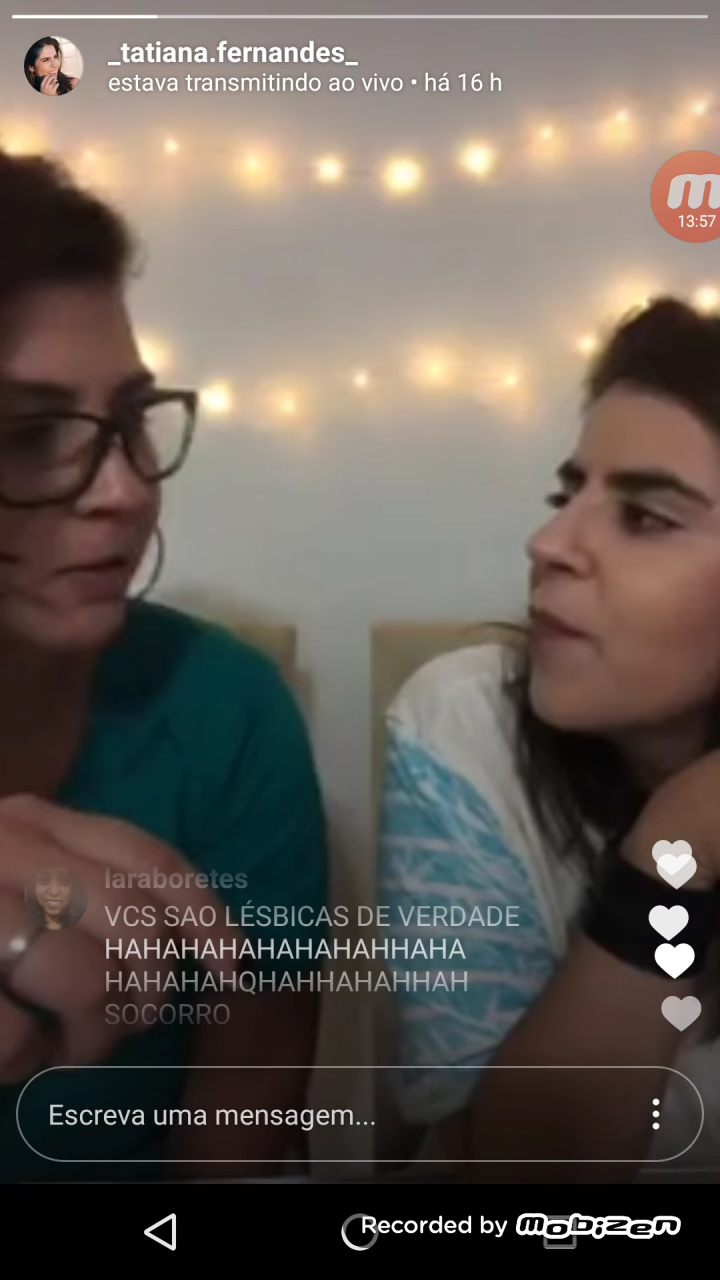 _tatiana.fernandes_
estava transmitindo ao vivo • há 16 h
m
13:57
laraboretes
VCS SAO LÉSBICAS DE VERDADE
HAHAHAHAHAHAHAHHAHA
HAHAHAHQHAHHAHAHHAH
SOCORRO
Escreva uma mensagem...
Recorded by mobizen